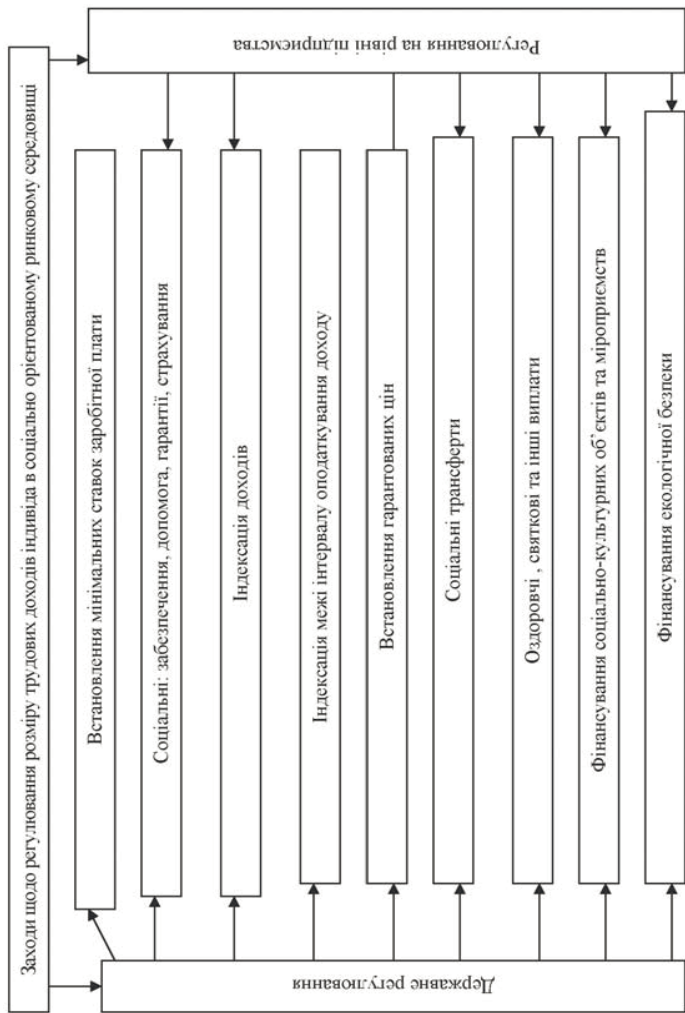 Заходи щодо регулювання розміру трудових доходів індивіда в соціально орієнтованому ринковому середовищі
Державне регулювання
Встановлення мінімальних ставок заробітної плати
Соціальні: забезпечення, допомога, гарантії, страхування
Індексація доходів
Індексація межі інтервалу оподаткування доходу
Встановлення гарантованих цін
Соціальні трансферти
Оздоровчі , святкові та інші виплати
Фінансування соціально-культурних об`єктів та міроприємств
Фінансування екологічної безпеки
Регулювання на рівні підприємства